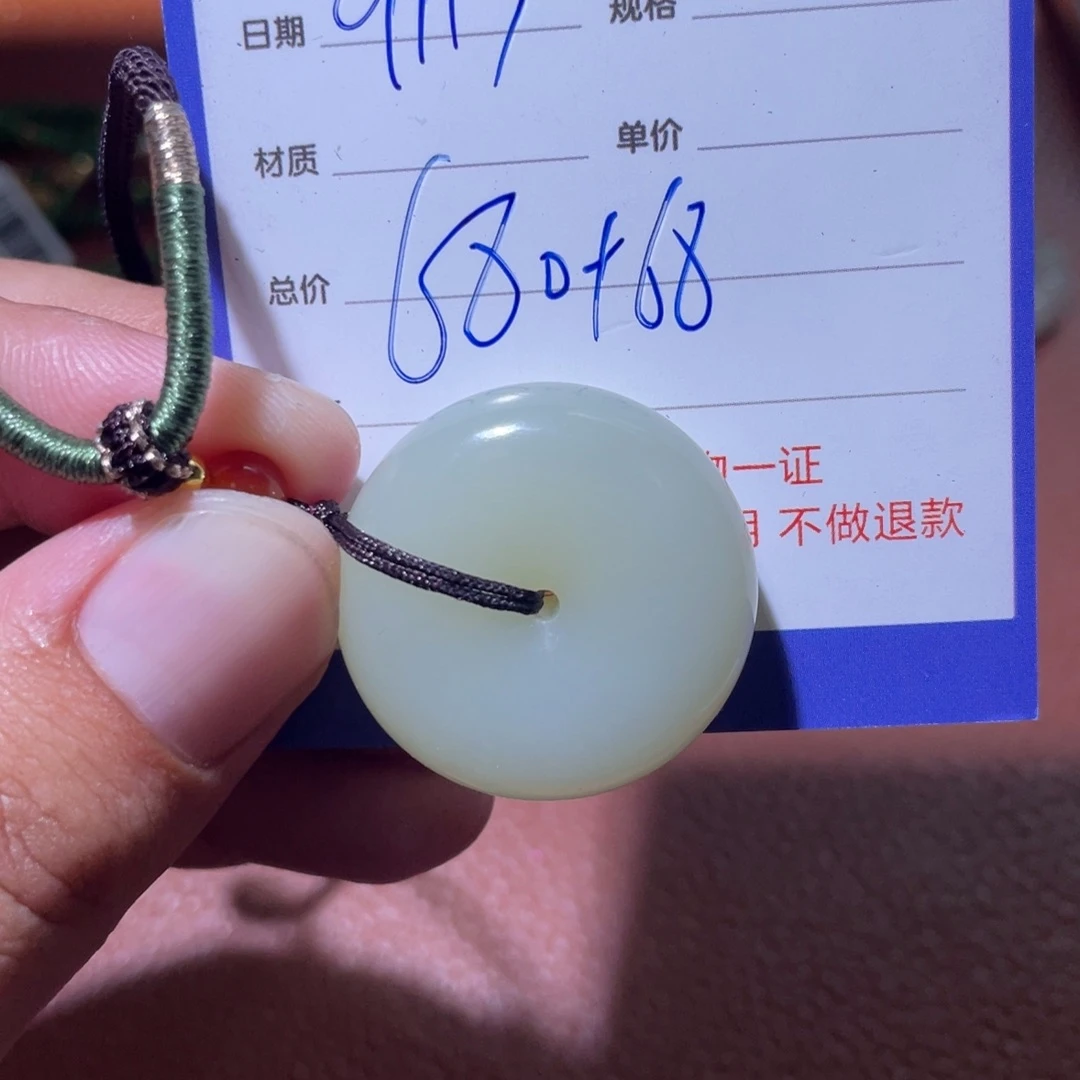 日期 规格
材质 单价
总价 680+68
一证
不做退款